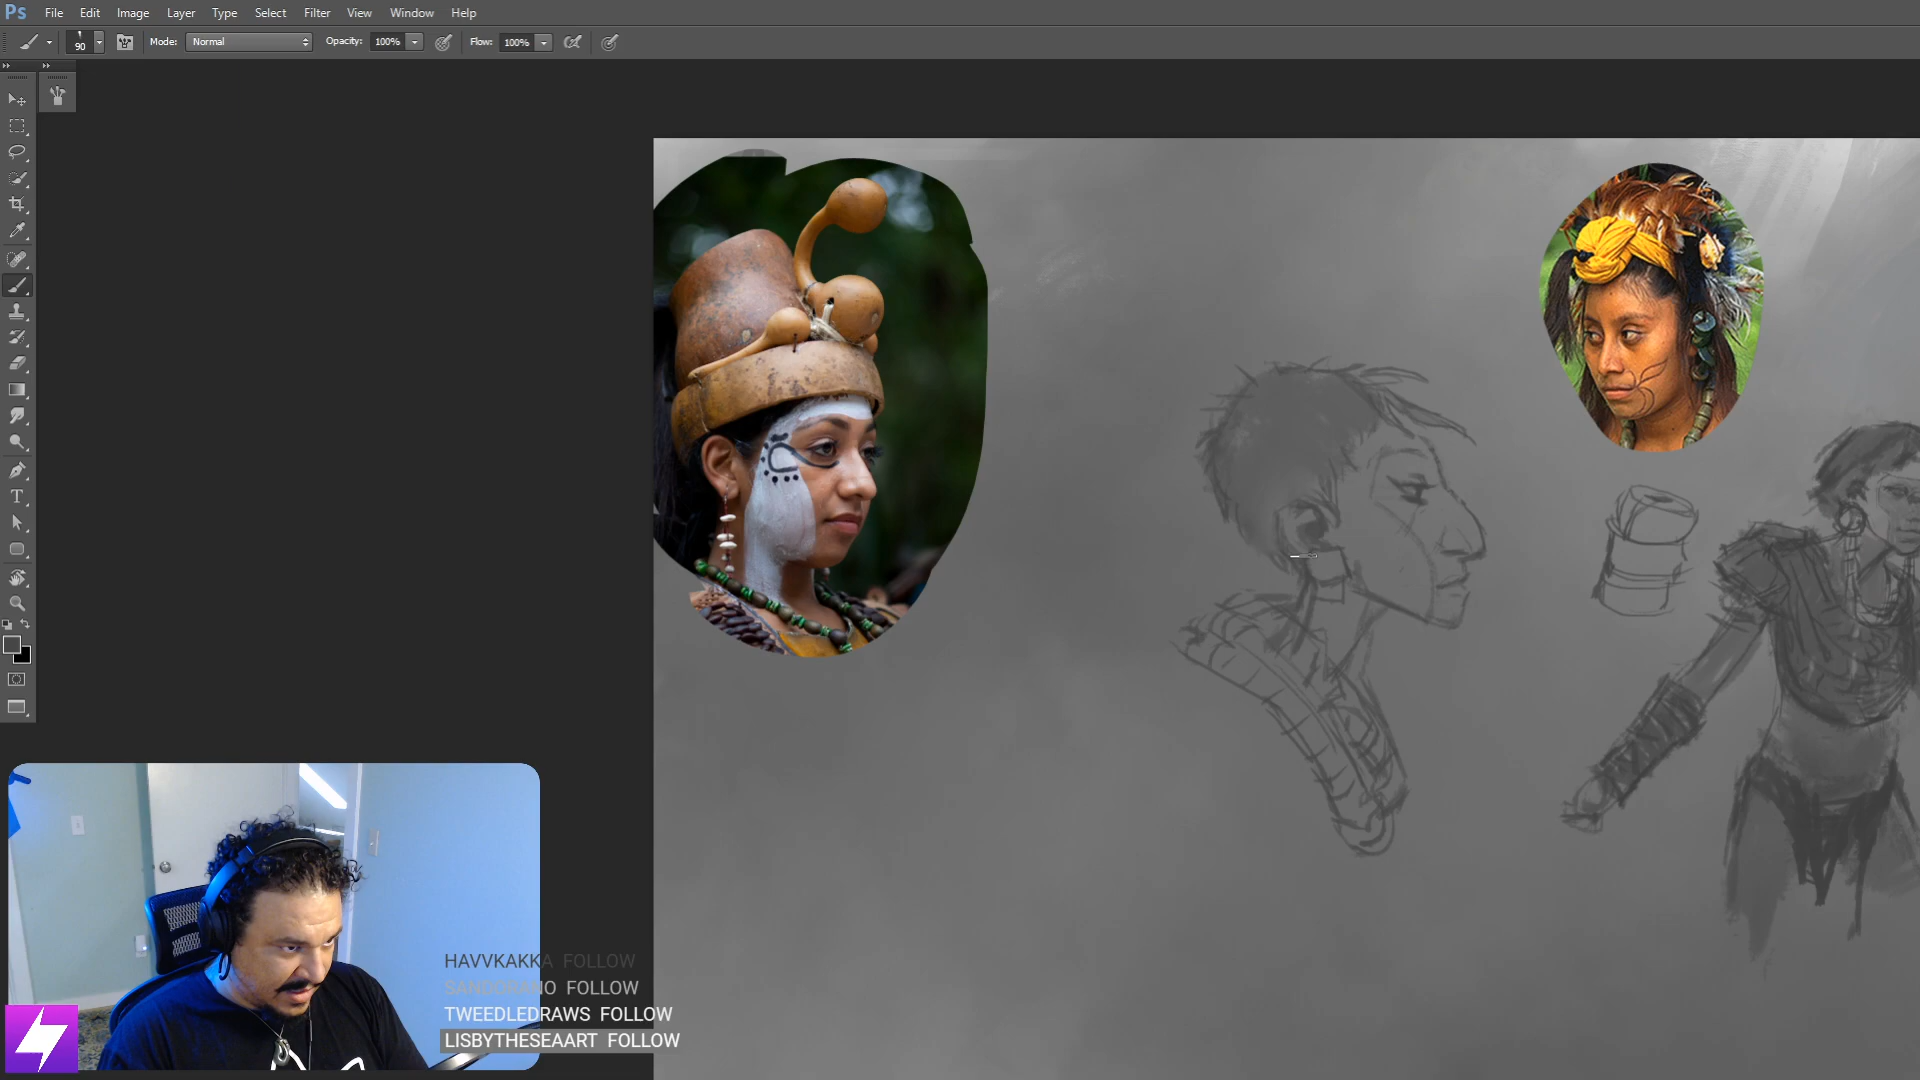 Ps File Edit Image Layer Type Select Filter View Window Help
90 Mode: Normal Opacity: 100% Flow: 100%
T
HAVVKAKKA FOLLOW
FOLLOW
TWEEDLEDRAWS FOLLOW
LISBYTHESEAART FOLLOW